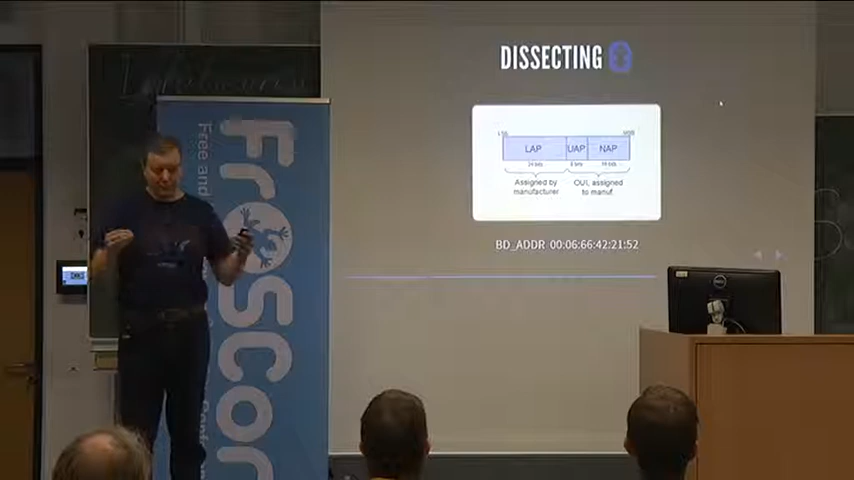 DISSECTING
LSB MSB
LAP UAP NAP
24 bits 8 bits 16 bits
Assigned by OUI, assigned
manufacturer to manuf.
BD_ADDR 00:06:66:42:21:52
FrOSCon
Free and
DELL